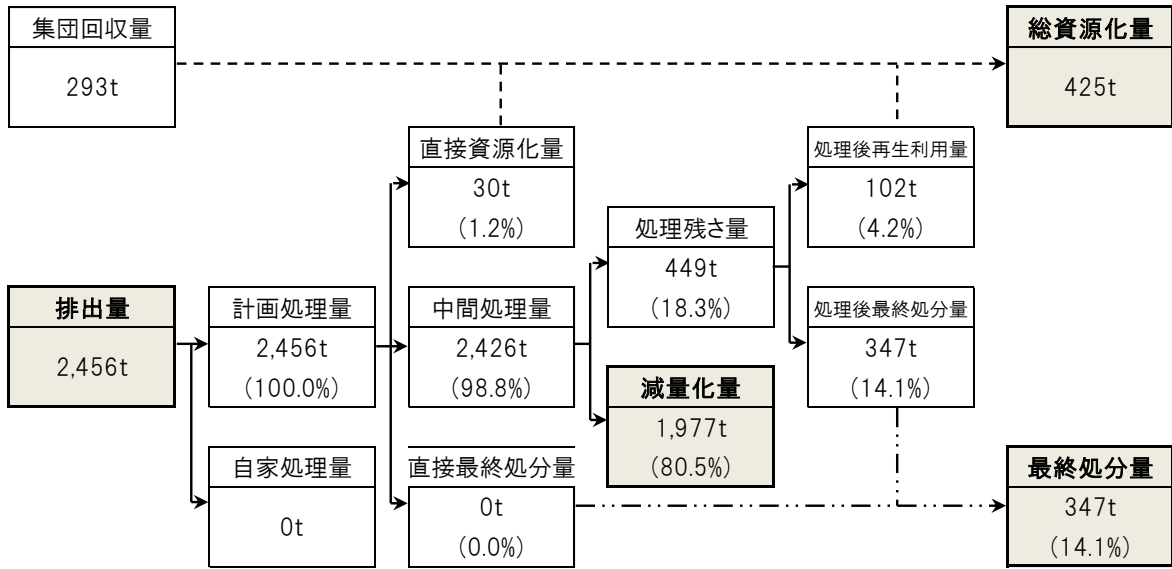 集団回収量
293t
総資源化量
425t
直接資源化量
30t
(1.2%)
処理後再生利用量
102t
(4.2%)
処理残さ量
449t
(18.3%)
排出量
2,456t
計画処理量
2,456t
(100.0%)
中間処理量
2,426t
(98.8%)
処理後最終処分量
347t
(14.1%)
減量化量
1,977t
(80.5%)
自家処理量
0t
直接最終処分量
0t
(0.0%)
最終処分量
347t
(14.1%)